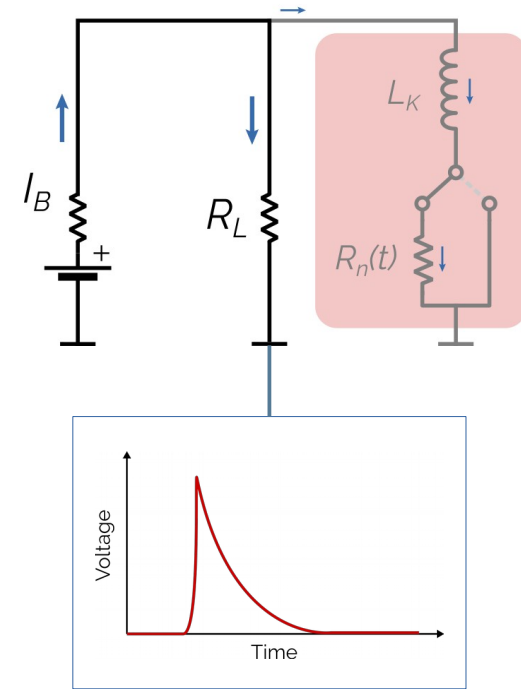 L_K
I_B
+
R_L
R_n(t)
Voltage
Time